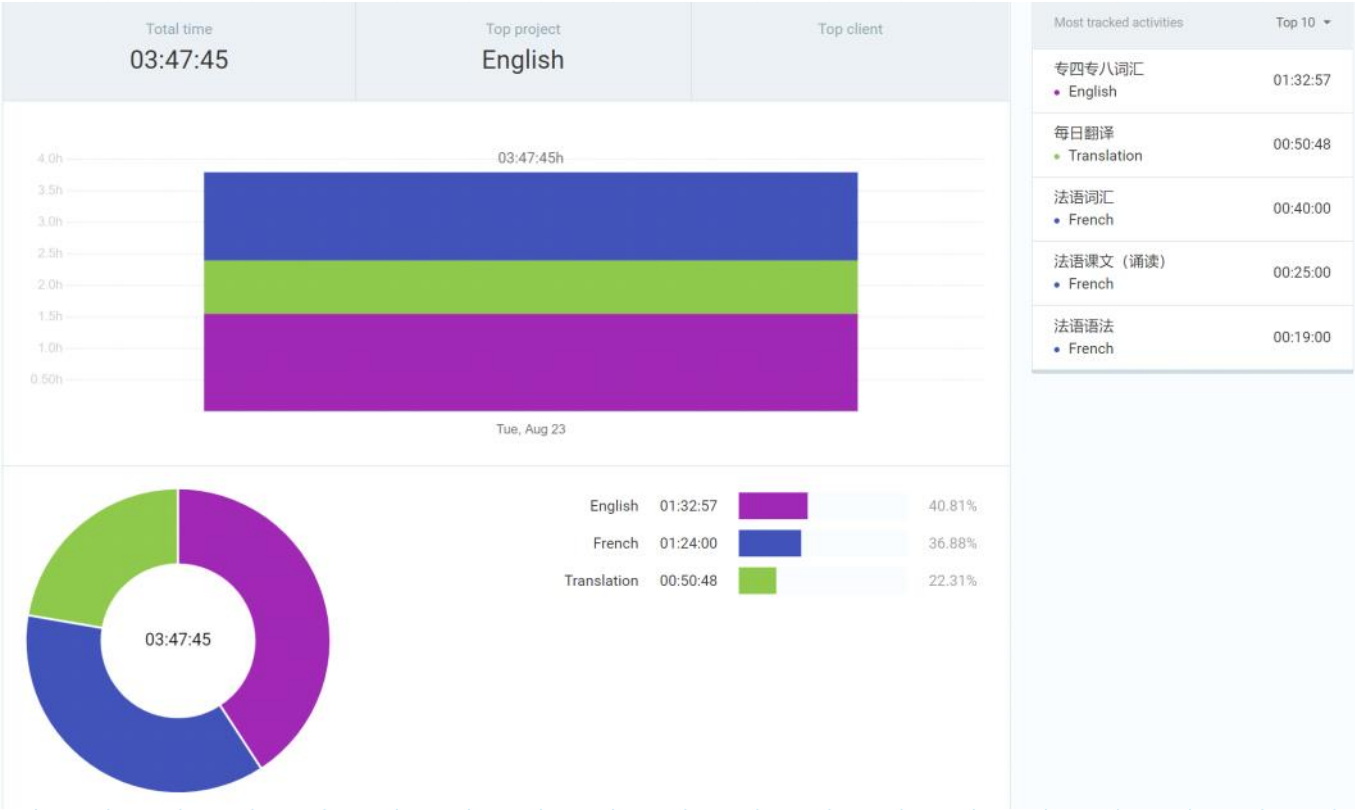 Total time
03:47:45
Top project
English
Top client
4.0h
3.5h
3.0h
2.5h
2.0h
1.5h
1.0h
0.50h
03:47:45h
Tue, Aug 23
03:47:45
English 01:32:57 40.81%
French 01:24:00 36.88%
Translation 00:50:48 22.31%
Most tracked activities Top 10
专四专八词汇
English 01:32:57
每日翻译
Translation 00:50:48
法语词汇
French 00:40:00
法语课文（诵读）
French 00:25:00
法语语法
French 00:19:00